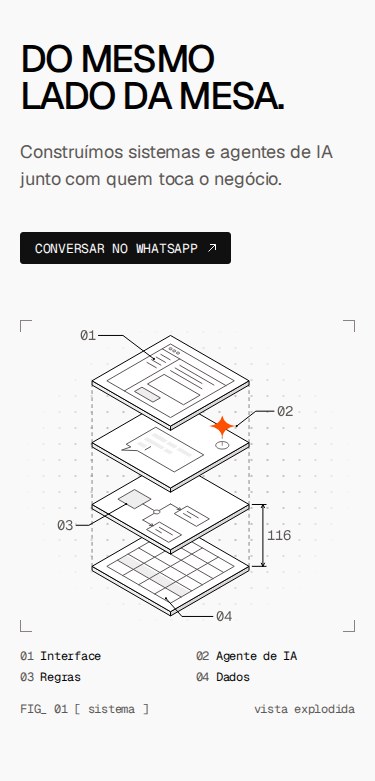 DO MESMO
LADO DA MESA.
Construímos sistemas e agentes de IA
junto com quem toca o negócio.
CONVERSAR NO WHATSAPP ↗
01
02
03
116
04
01 Interface
02 Agente de IA
03 Regras
04 Dados
FIG_ 01 [ sistema ]
vista explodida